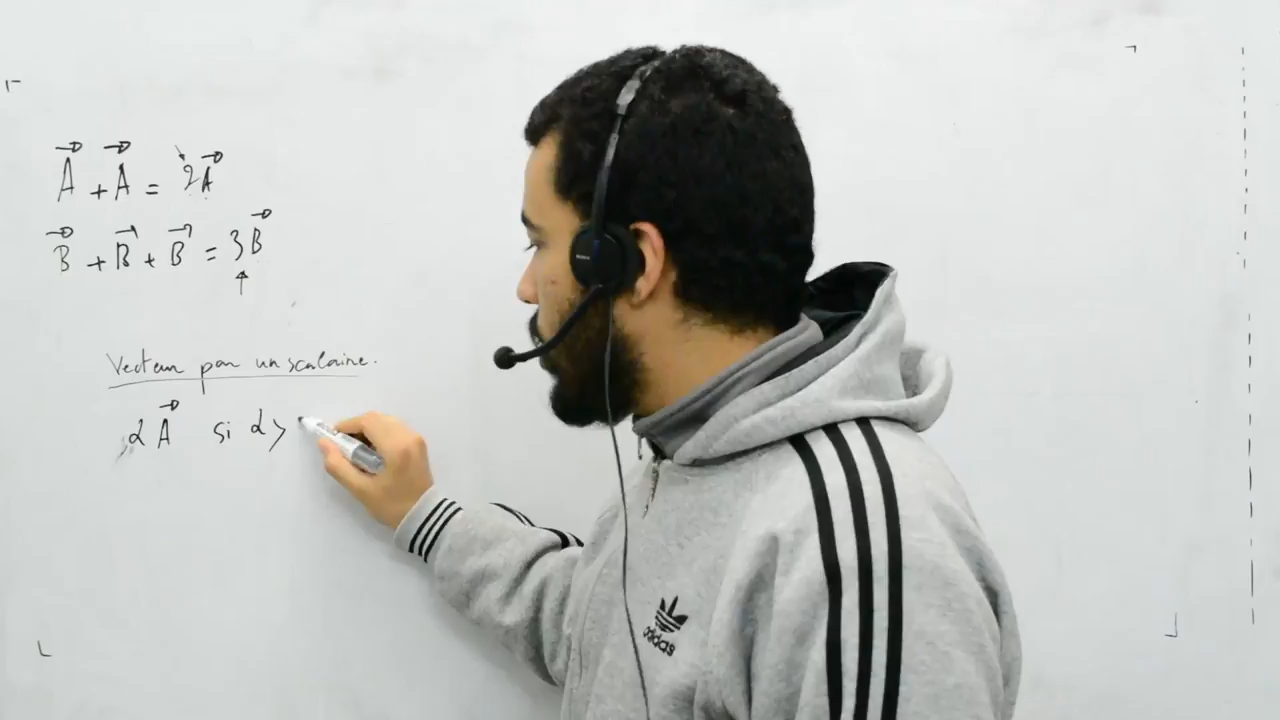 A⃗ + A⃗ = 2A⃗
B⃗ + B⃗ + B⃗ = 3B⃗
Vecteur par un scalaire.
αA⃗ si α >
adidas